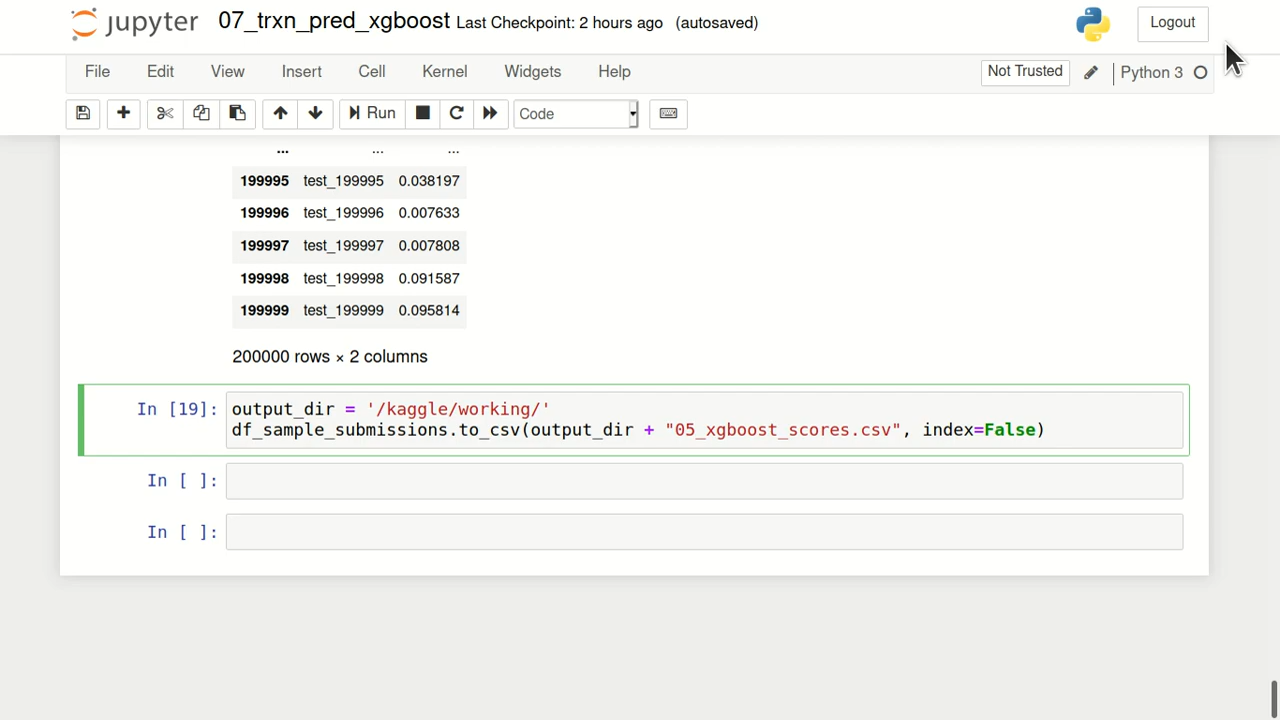 jupyter 07_trxn_pred_xgboost Last Checkpoint: 2 hours ago (autosaved) Logout
File Edit View Insert Cell Kernel Widgets Help Not Trusted Python 3
Run Code
... ... ...
199995 test_199995 0.038197
199996 test_199996 0.007633
199997 test_199997 0.007808
199998 test_199998 0.091587
199999 test_199999 0.095814
200000 rows × 2 columns
In [19]: output_dir = '/kaggle/working/'
df_sample_submissions.to_csv(output_dir + "05_xgboost_scores.csv", index=False)
In [ ]:
In [ ]: